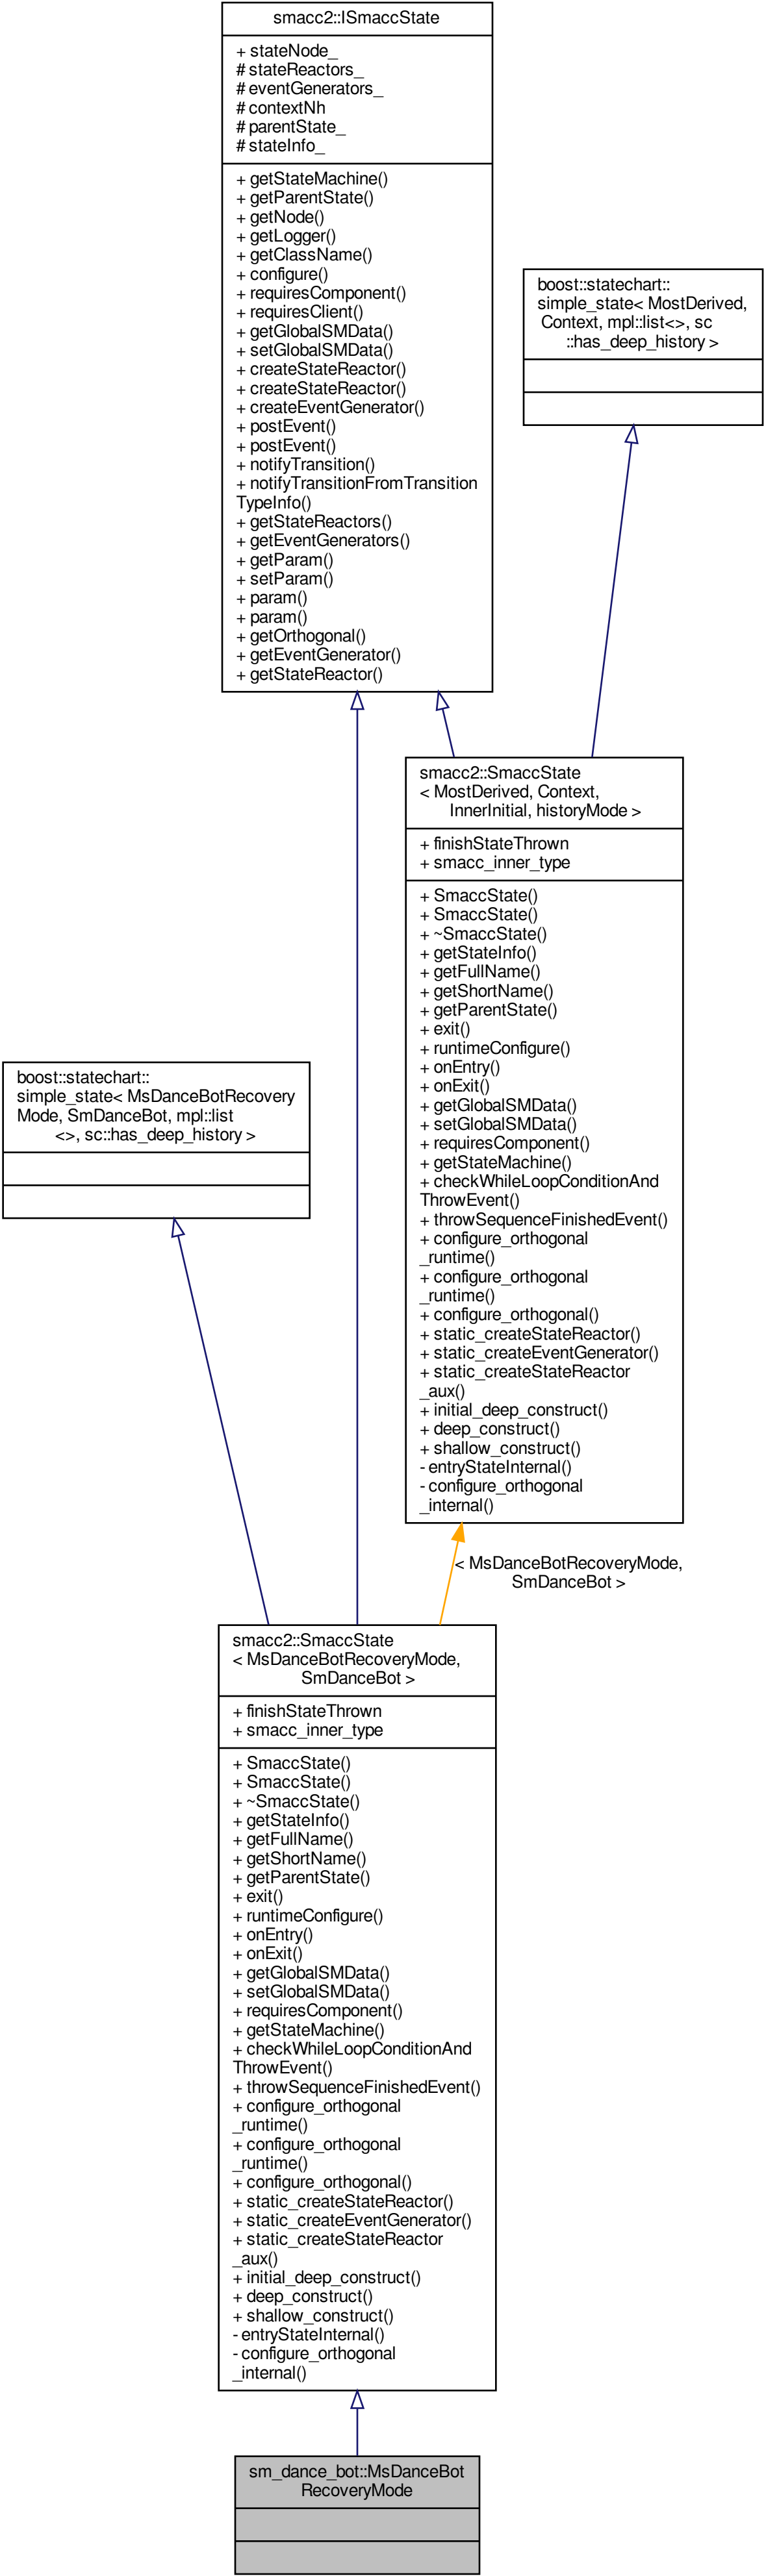 smacc2::ISmaccState
+ stateNode_
# stateReactors_
# eventGenerators_
# contextNh
# parentState_
# stateInfo_
+ getStateMachine()
+ getParentState()
+ getNode()
+ getLogger()
+ getClassName()
+ configure()
+ requiresComponent()
+ requiresClient()
+ getGlobalSMData()
+ setGlobalSMData()
+ createStateReactor()
+ createStateReactor()
+ createEventGenerator()
+ postEvent()
+ postEvent()
+ notifyTransition()
+ notifyTransitionFromTransition
TypeInfo()
+ getStateReactors()
+ getEventGenerators()
+ getParam()
+ setParam()
+ param()
+ param()
+ getOrthogonal()
+ getEventGenerator()
+ getStateReactor()
boost::statechart::
simple_state< MostDerived,
Context, mpl::list<>, sc
::has_deep_history >
smacc2::SmaccState
< MostDerived, Context,
InnerInitial, historyMode >
+ finishStateThrown
+ smacc_inner_type
+ SmaccState()
+ SmaccState()
+ ~SmaccState()
+ getStateInfo()
+ getFullName()
+ getShortName()
+ getParentState()
+ exit()
+ runtimeConfigure()
+ onEntry()
+ onExit()
+ getGlobalSMData()
+ setGlobalSMData()
+ requiresComponent()
+ getStateMachine()
+ checkWhileLoopConditionAnd
ThrowEvent()
+ throwSequenceFinishedEvent()
+ configure_orthogonal
_runtime()
+ configure_orthogonal
_runtime()
+ configure_orthogonal()
+ static_createStateReactor()
+ static_createEventGenerator()
+ static_createStateReactor
_aux()
+ initial_deep_construct()
+ deep_construct()
+ shallow_construct()
- entryStateInternal()
- configure_orthogonal
_internal()
boost::statechart::
simple_state< MsDanceBotRecovery
Mode, SmDanceBot, mpl::list
<>, sc::has_deep_history >
< MsDanceBotRecoveryMode,
SmDanceBot >
smacc2::SmaccState
< MsDanceBotRecoveryMode,
SmDanceBot >
+ finishStateThrown
+ smacc_inner_type
+ SmaccState()
+ SmaccState()
+ ~SmaccState()
+ getStateInfo()
+ getFullName()
+ getShortName()
+ getParentState()
+ exit()
+ runtimeConfigure()
+ onEntry()
+ onExit()
+ getGlobalSMData()
+ setGlobalSMData()
+ requiresComponent()
+ getStateMachine()
+ checkWhileLoopConditionAnd
ThrowEvent()
+ throwSequenceFinishedEvent()
+ configure_orthogonal
_runtime()
+ configure_orthogonal
_runtime()
+ configure_orthogonal()
+ static_createStateReactor()
+ static_createEventGenerator()
+ static_createStateReactor
_aux()
+ initial_deep_construct()
+ deep_construct()
+ shallow_construct()
- entryStateInternal()
- configure_orthogonal
_internal()
sm_dance_bot::MsDanceBot
RecoveryMode